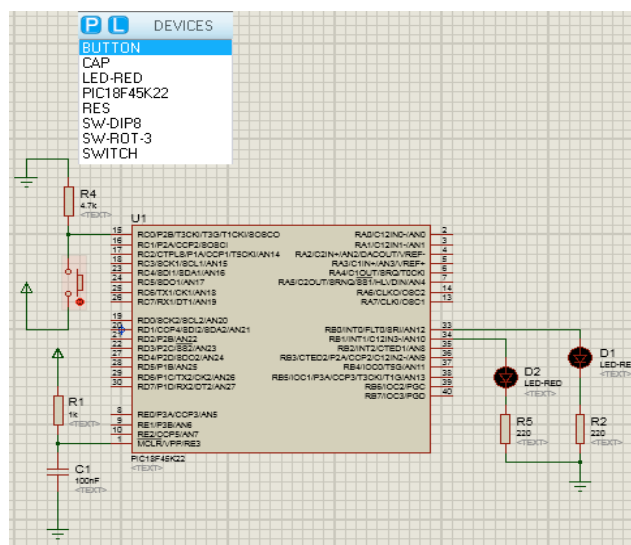 P L DEVICES
BUTTON
CAP
LED-RED
PIC18F45K22
RES
SW-DIP8
SW-ROT-3
SWITCH
R4
4.7k
<TEXT>
U1
15 RC0/P2B/T3CKI/T3G/T1CKI/SOSCO
16 RC1/P2A/CCP2/SOSCI
17 RC2/CTPLS/P1A/CCP1/T5CKI/AN14
18 RC3/SCK1/SCL1/AN15
23 RC4/SDI1/SDA1/AN16
24 RC5/SDO1/AN17
25 RC6/TX1/CK1/AN18
26 RC7/RX1/DT1/AN19
19 RD0/SCK2/SCL2/AN20
20 RD1/CCP4/SDI2/SDA2/AN21
RD2/P2B/AN22
22 RD3/P2C/SS2/AN23
27 RD4/P2D/SDO2/AN24
28 RD5/P1B/AN25
29 RD6/P1C/TX2/CK2/AN26
30 RD7/P1D/RX2/DT2/AN27
8 RE0/P3A/CCP3/AN5
9 RE1/P3B/AN6
10 RE2/CCP5/AN7
1 MCLR/VPP/RE3
RA0/C12IN0-/AN0 2
RA1/C12IN1-/AN1 3
RA2/C2IN+/AN2/DACOUT/VREF- 4
RA3/C1IN+/AN3/VREF+ 5
RA4/C1OUT/SRQ/T0CKI 6
RA5/C2OUT/SRNQ/SS1/HLVDIN/AN4 7
RA6/CLKO/OSC2 14
RA7/CLKI/OSC1 13
RB0/INT0/FLT0/SRI/AN12 33
RB1/INT1/C12IN3-/AN10 34
RB2/INT2/CTED1/AN8 35
RB3/CTED2/P2A/CCP2/C12IN2-/AN9 36
RB4/IOC0/T5G/AN11 37
RB5/IOC1/P3A/CCP3/T3CKI/T1G/AN13 38
RB6/IOC2/PGC 39
RB7/IOC3/PGD 40
PIC18F45K22
<TEXT>
R1
1k
<TEXT>
C1
100nF
<TEXT>
D2
LED-RED
<TEXT>
D1
LED-RE
<TEXT>
R5
220
<TEXT>
R2
220
<TEXT>